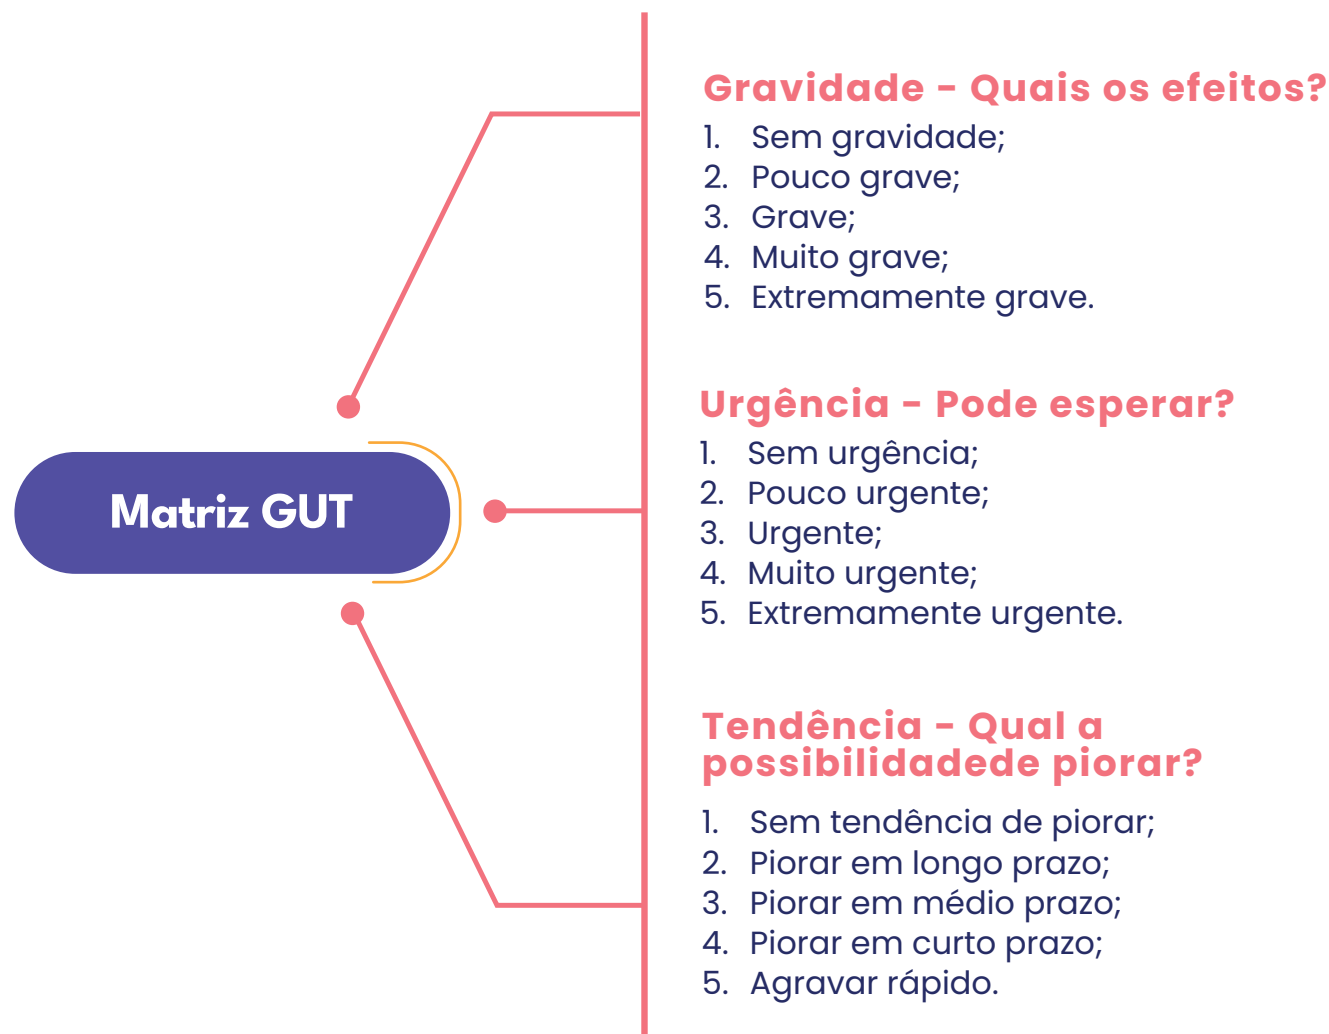 Matriz GUT
Gravidade - Quais os efeitos?
1. Sem gravidade;
2. Pouco grave;
3. Grave;
4. Muito grave;
5. Extremamente grave.
Urgência - Pode esperar?
1. Sem urgência;
2. Pouco urgente;
3. Urgente;
4. Muito urgente;
5. Extremamente urgente.
Tendência - Qual a
possibilidadede piorar?
1. Sem tendência de piorar;
2. Piorar em longo prazo;
3. Piorar em médio prazo;
4. Piorar em curto prazo;
5. Agravar rápido.